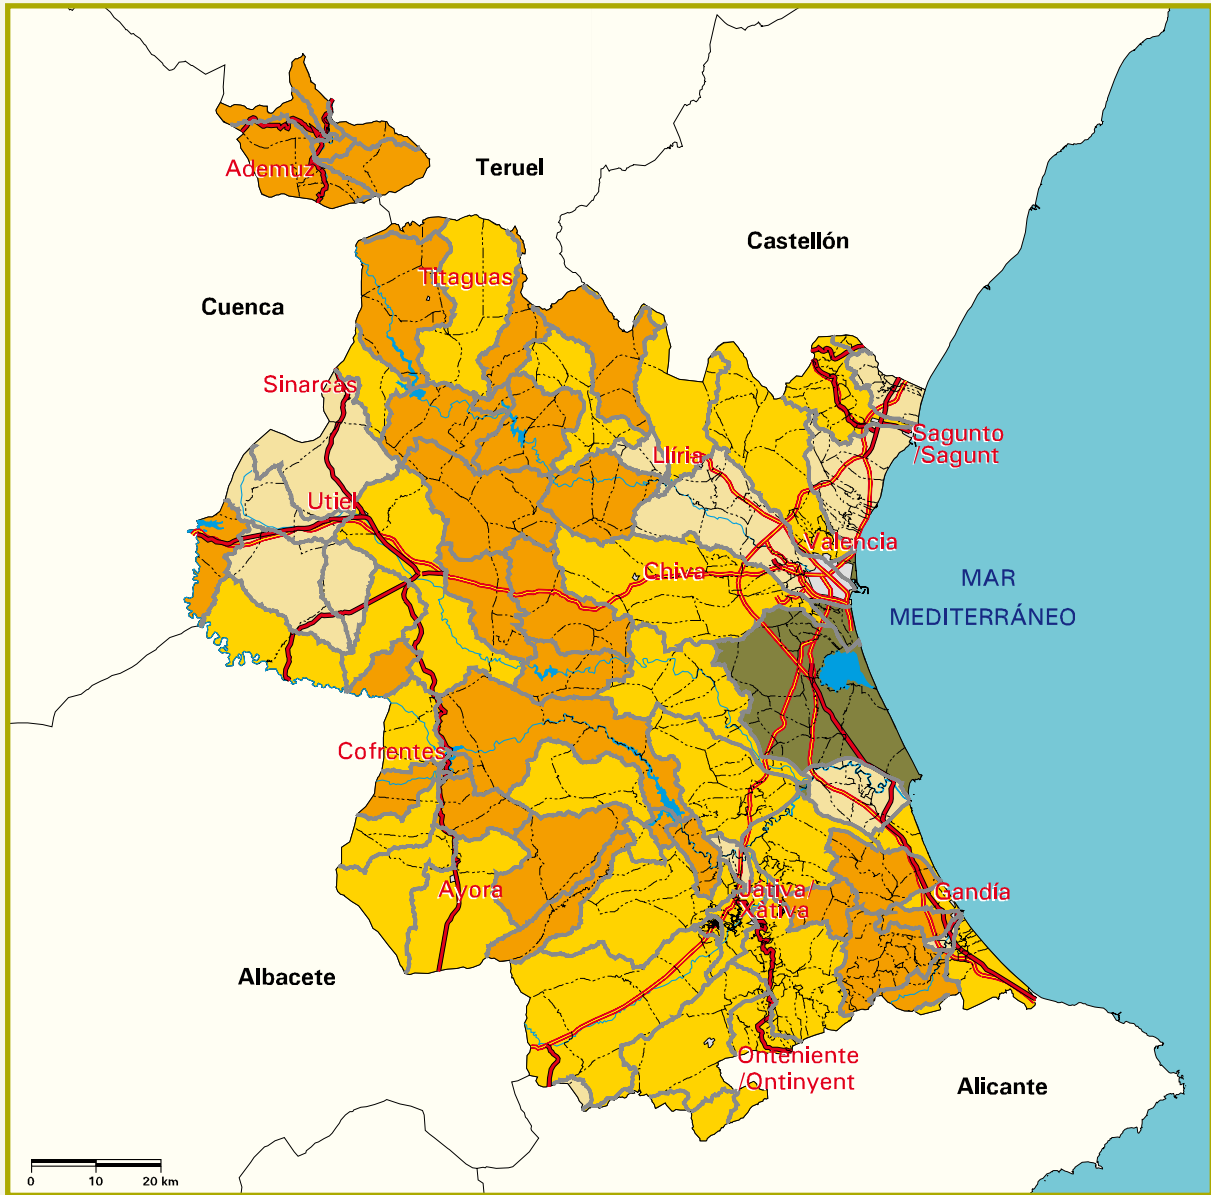 Ademuz
Teruel
Castellón
Titaguas
Cuenca
Sinarcas
Sagunto
/Sagunt
Llíria
Utiel
Valencia
Chiva
MAR
MEDITERRÁNEO
Cofrentes
Ayora
Játiva/
Xàtiva
Gandía
Albacete
Onteniente
/Ontinyent
Alicante
0 10 20 km